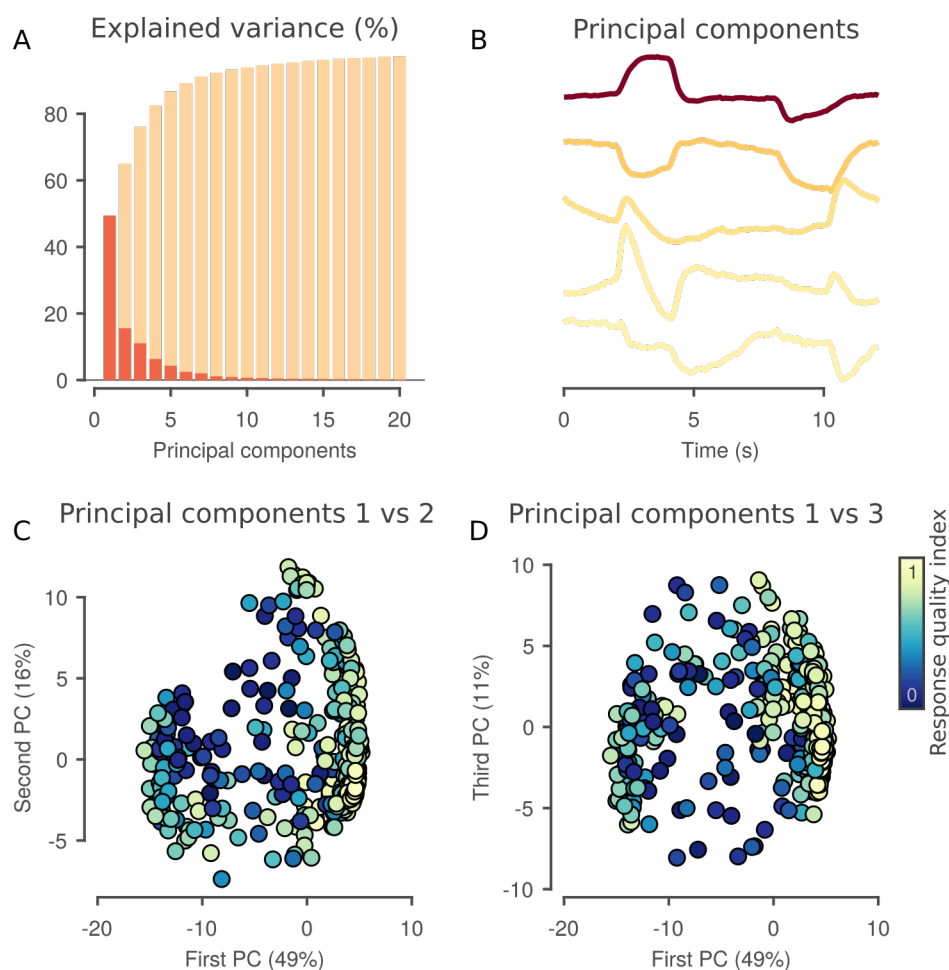 A
Explained variance (%)
80
60
40
20
0
0 5 10 15 20
Principal components
B
Principal components
0 5 10
Time (s)
C
Principal components 1 vs 2
Second PC (16%)
10
5
0
-5
-20 -10 0 10
First PC (49%)
D
Principal components 1 vs 3
Third PC (11%)
10
5
0
-5
-10
-20 -10 0 10
First PC (49%)
1
0
Response quality index